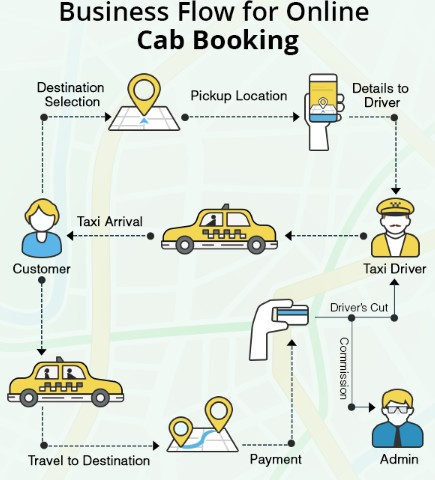 Business Flow for Online
Cab Booking
Destination
Selection
Pickup Location
Details to
Driver
Taxi Arrival
Customer
Taxi Driver
Driver's Cut
Commission
Travel to Destination
Payment
Admin